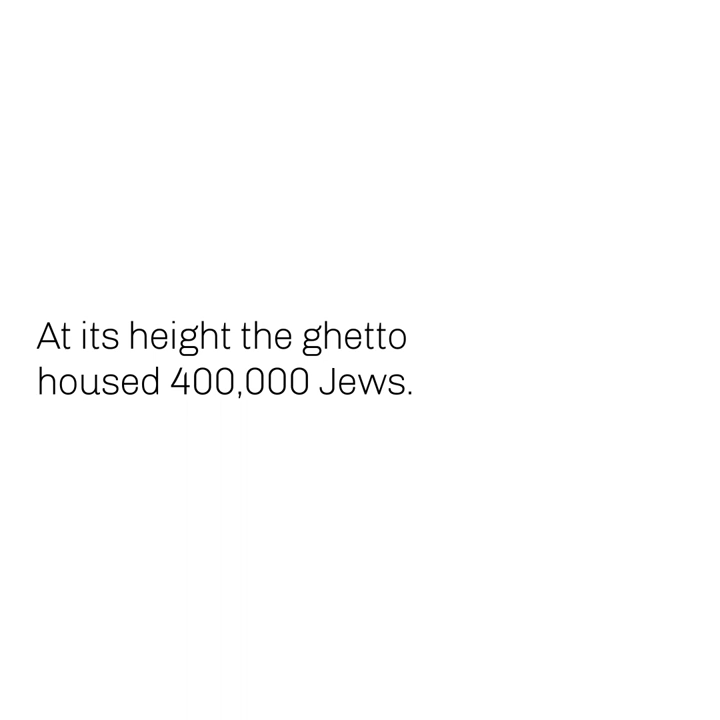 At its height the ghetto
housed 400,000 Jews.